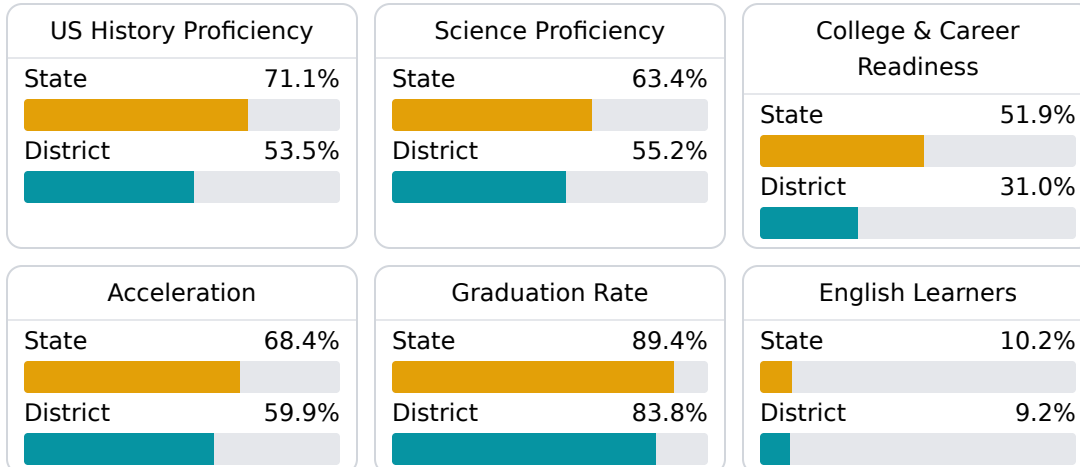 US History Proficiency
State 71.1%
District 53.5%
Science Proficiency
State 63.4%
District 55.2%
College & Career
Readiness
State 51.9%
District 31.0%
Acceleration
State 68.4%
District 59.9%
Graduation Rate
State 89.4%
District 83.8%
English Learners
State 10.2%
District 9.2%